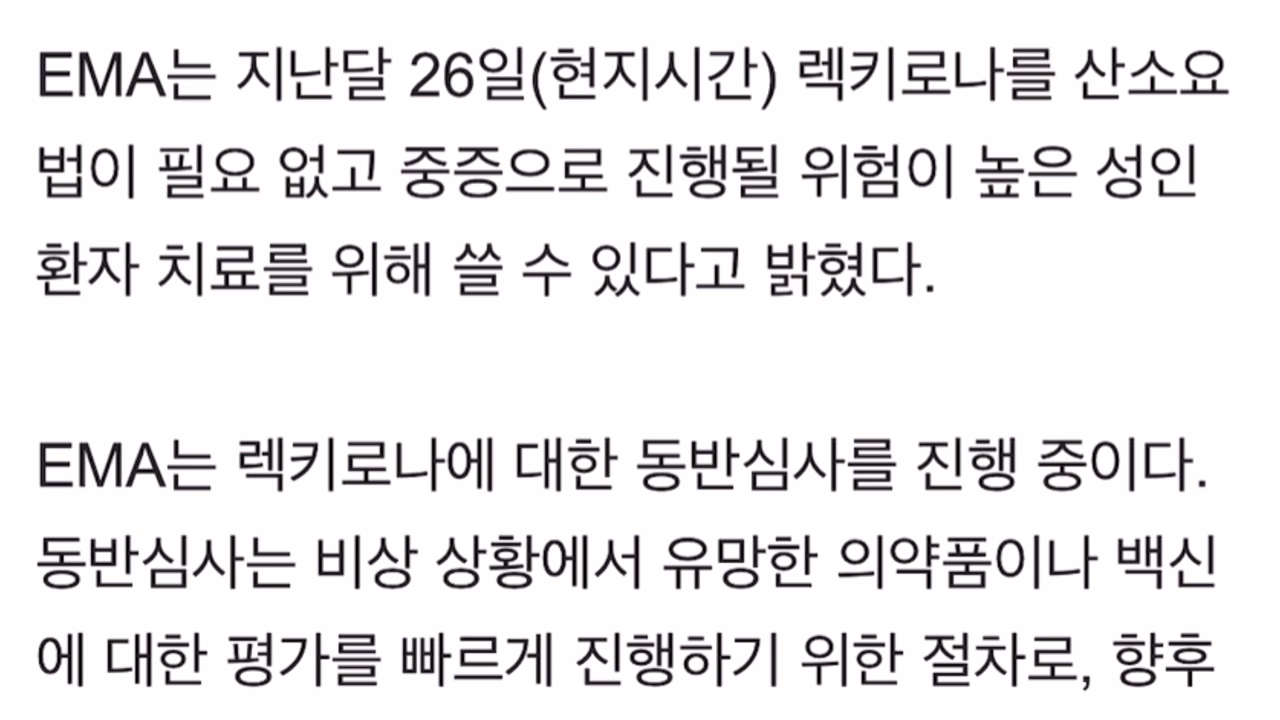 EMA는 지난달 26일(현지시간) 렉키로나를 산소요
법이 필요 없고 중증으로 진행될 위험이 높은 성인
환자 치료를 위해 쓸 수 있다고 밝혔다.
EMA는 렉키로나에 대한 동반심사를 진행 중이다.
동반심사는 비상 상황에서 유망한 의약품이나 백신
에 대한 평가를 빠르게 진행하기 위한 절차로, 향후